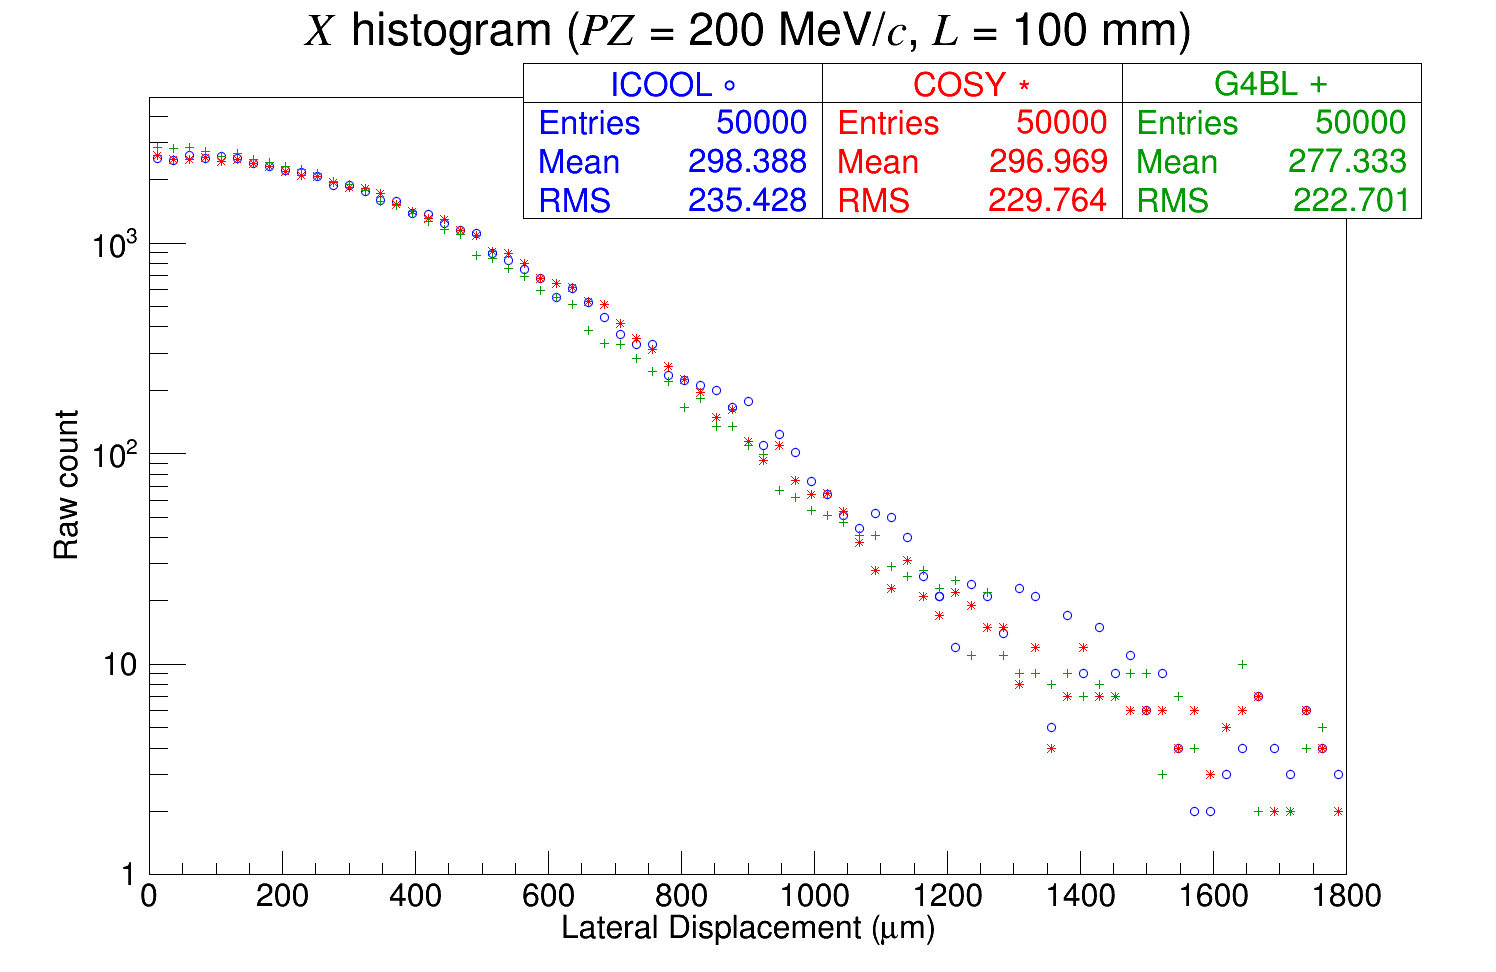 X histogram (PZ = 200 MeV/c, L = 100 mm)
ICOOL COSY * G4BL +
Entries 50000 Entries 50000 Entries 50000
Mean 298.388 Mean 296.969 Mean 277.333
RMS 235.428 RMS 229.764 RMS 222.701
10³
10²
10
1
Raw count
0 200 400 600 800 1000 1200 1400 1600 1800
Lateral Displacement (μm)